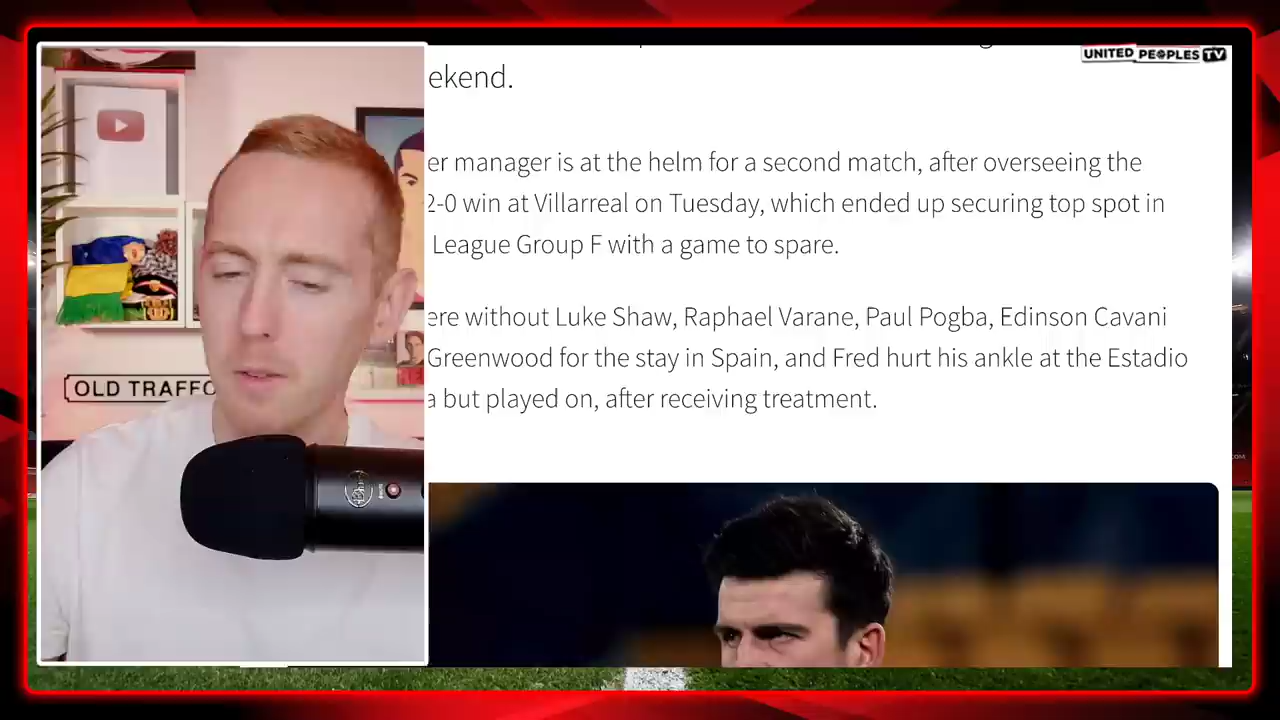 UNITED PEOPLES TV
ekend.
er manager is at the helm for a second match, after overseeing the
2-0 win at Villarreal on Tuesday, which ended up securing top spot in
League Group F with a game to spare.
ere without Luke Shaw, Raphael Varane, Paul Pogba, Edinson Cavani
Greenwood for the stay in Spain, and Fred hurt his ankle at the Estadio
a but played on, after receiving treatment.
OLD TRAFFO
Blue